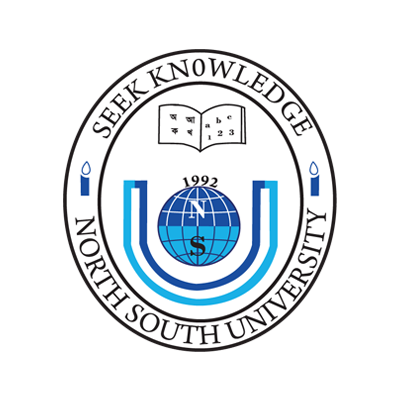 SEEK KN0WLEDGE
অ আ
ক খ
a b c
1 2 3
1992
N
S
NORTH SOUTH UNIVERSITY